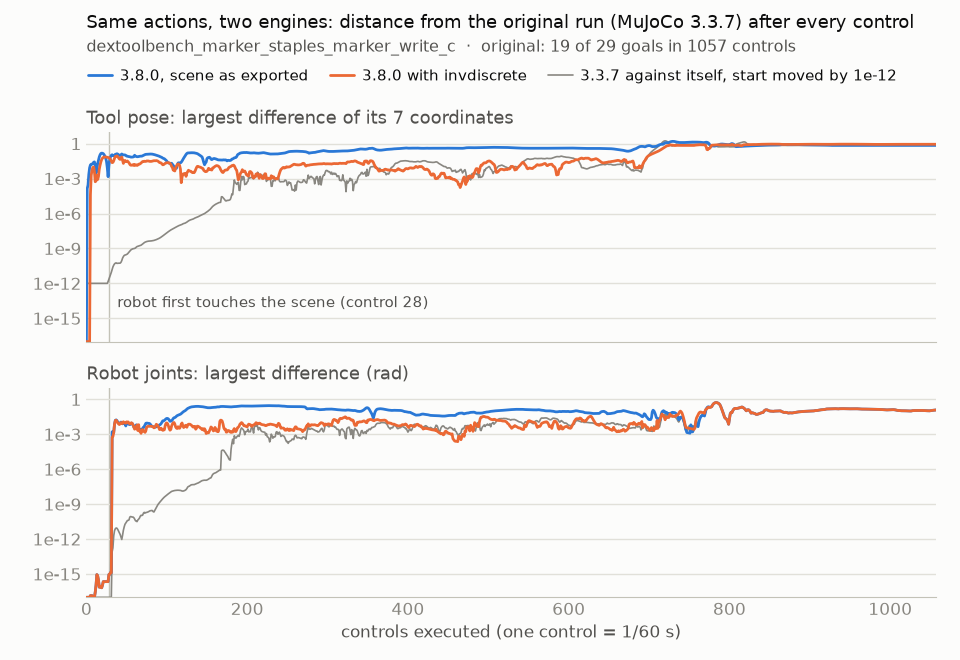 Same actions, two engines: distance from the original run (MuJoCo 3.3.7) after every control
dextoolbench_marker_staples_marker_write_c · original: 19 of 29 goals in 1057 controls
3.8.0, scene as exported 3.8.0 with invdiscrete 3.3.7 against itself, start moved by 1e-12
Tool pose: largest difference of its 7 coordinates
1
1e-3
1e-6
1e-9
1e-12
robot first touches the scene (control 28)
1e-15
Robot joints: largest difference (rad)
1
1e-3
1e-6
1e-9
1e-12
1e-15
0 200 400 600 800 1000
controls executed (one control = 1/60 s)